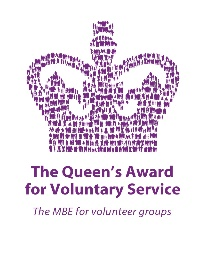 The Queen's Award
for Voluntary Service
The MBE for volunteer groups